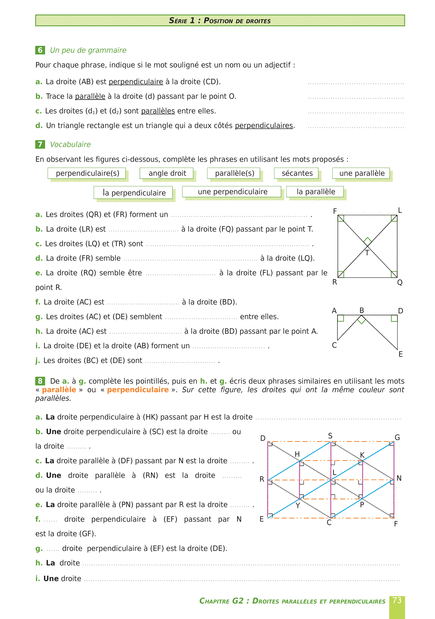 SÉRIE 1 : POSITION DE DROITES
6 Un peu de grammaire
Pour chaque phrase, indique si le mot souligné est un nom ou un adjectif :
a. La droite (AB) est perpendiculaire à la droite (CD).
b. Trace la parallèle à la droite (d) passant par le point O.
c. Les droites (d₁) et (d₂) sont parallèles entre elles.
d. Un triangle rectangle est un triangle qui a deux côtés perpendiculaires.
7 Vocabulaire
En observant les figures ci-dessous, complète les phrases en utilisant les mots proposés :
perpendiculaire(s) angle droit parallèle(s) sécantes une parallèle
la perpendiculaire une perpendiculaire la parallèle
a. Les droites (QR) et (FR) forment un .
b. La droite (LR) est à la droite (FQ) passant par le point T.
c. Les droites (LQ) et (TR) sont .
d. La droite (FR) semble à la droite (LQ).
e. La droite (RQ) semble être à la droite (FL) passant par le
point R.
F L
T
R Q
f. La droite (AC) est à la droite (BD).
g. Les droites (AC) et (DE) semblent entre elles.
h. La droite (AC) est à la droite (BD) passant par le point A.
i. La droite (DE) et la droite (AB) forment un .
j. Les droites (BC) et (DE) sont .
A B D
C
E
8 De a. à g. complète les pointillés, puis en h. et g. écris deux phrases similaires en utilisant les mots
« parallèle » ou « perpendiculaire ». Sur cette figure, les droites qui ont la même couleur sont
parallèles.
a. La droite perpendiculaire à (HK) passant par H est la droite
b. Une droite perpendiculaire à (SC) est la droite ou
la droite .
c. La droite parallèle à (DF) passant par N est la droite .
d. Une droite parallèle à (RN) est la droite
ou la droite .
e. La droite parallèle à (PN) passant par R est la droite .
f. droite perpendiculaire à (EF) passant par N
est la droite (GF).
g. droite perpendiculaire à (EF) est la droite (DE).
h. La droite
i. Une droite
D S G
H K
R L N
Y P
E C F
CHAPITRE G2 : DROITES PARALLÈLES ET PERPENDICULAIRES 73